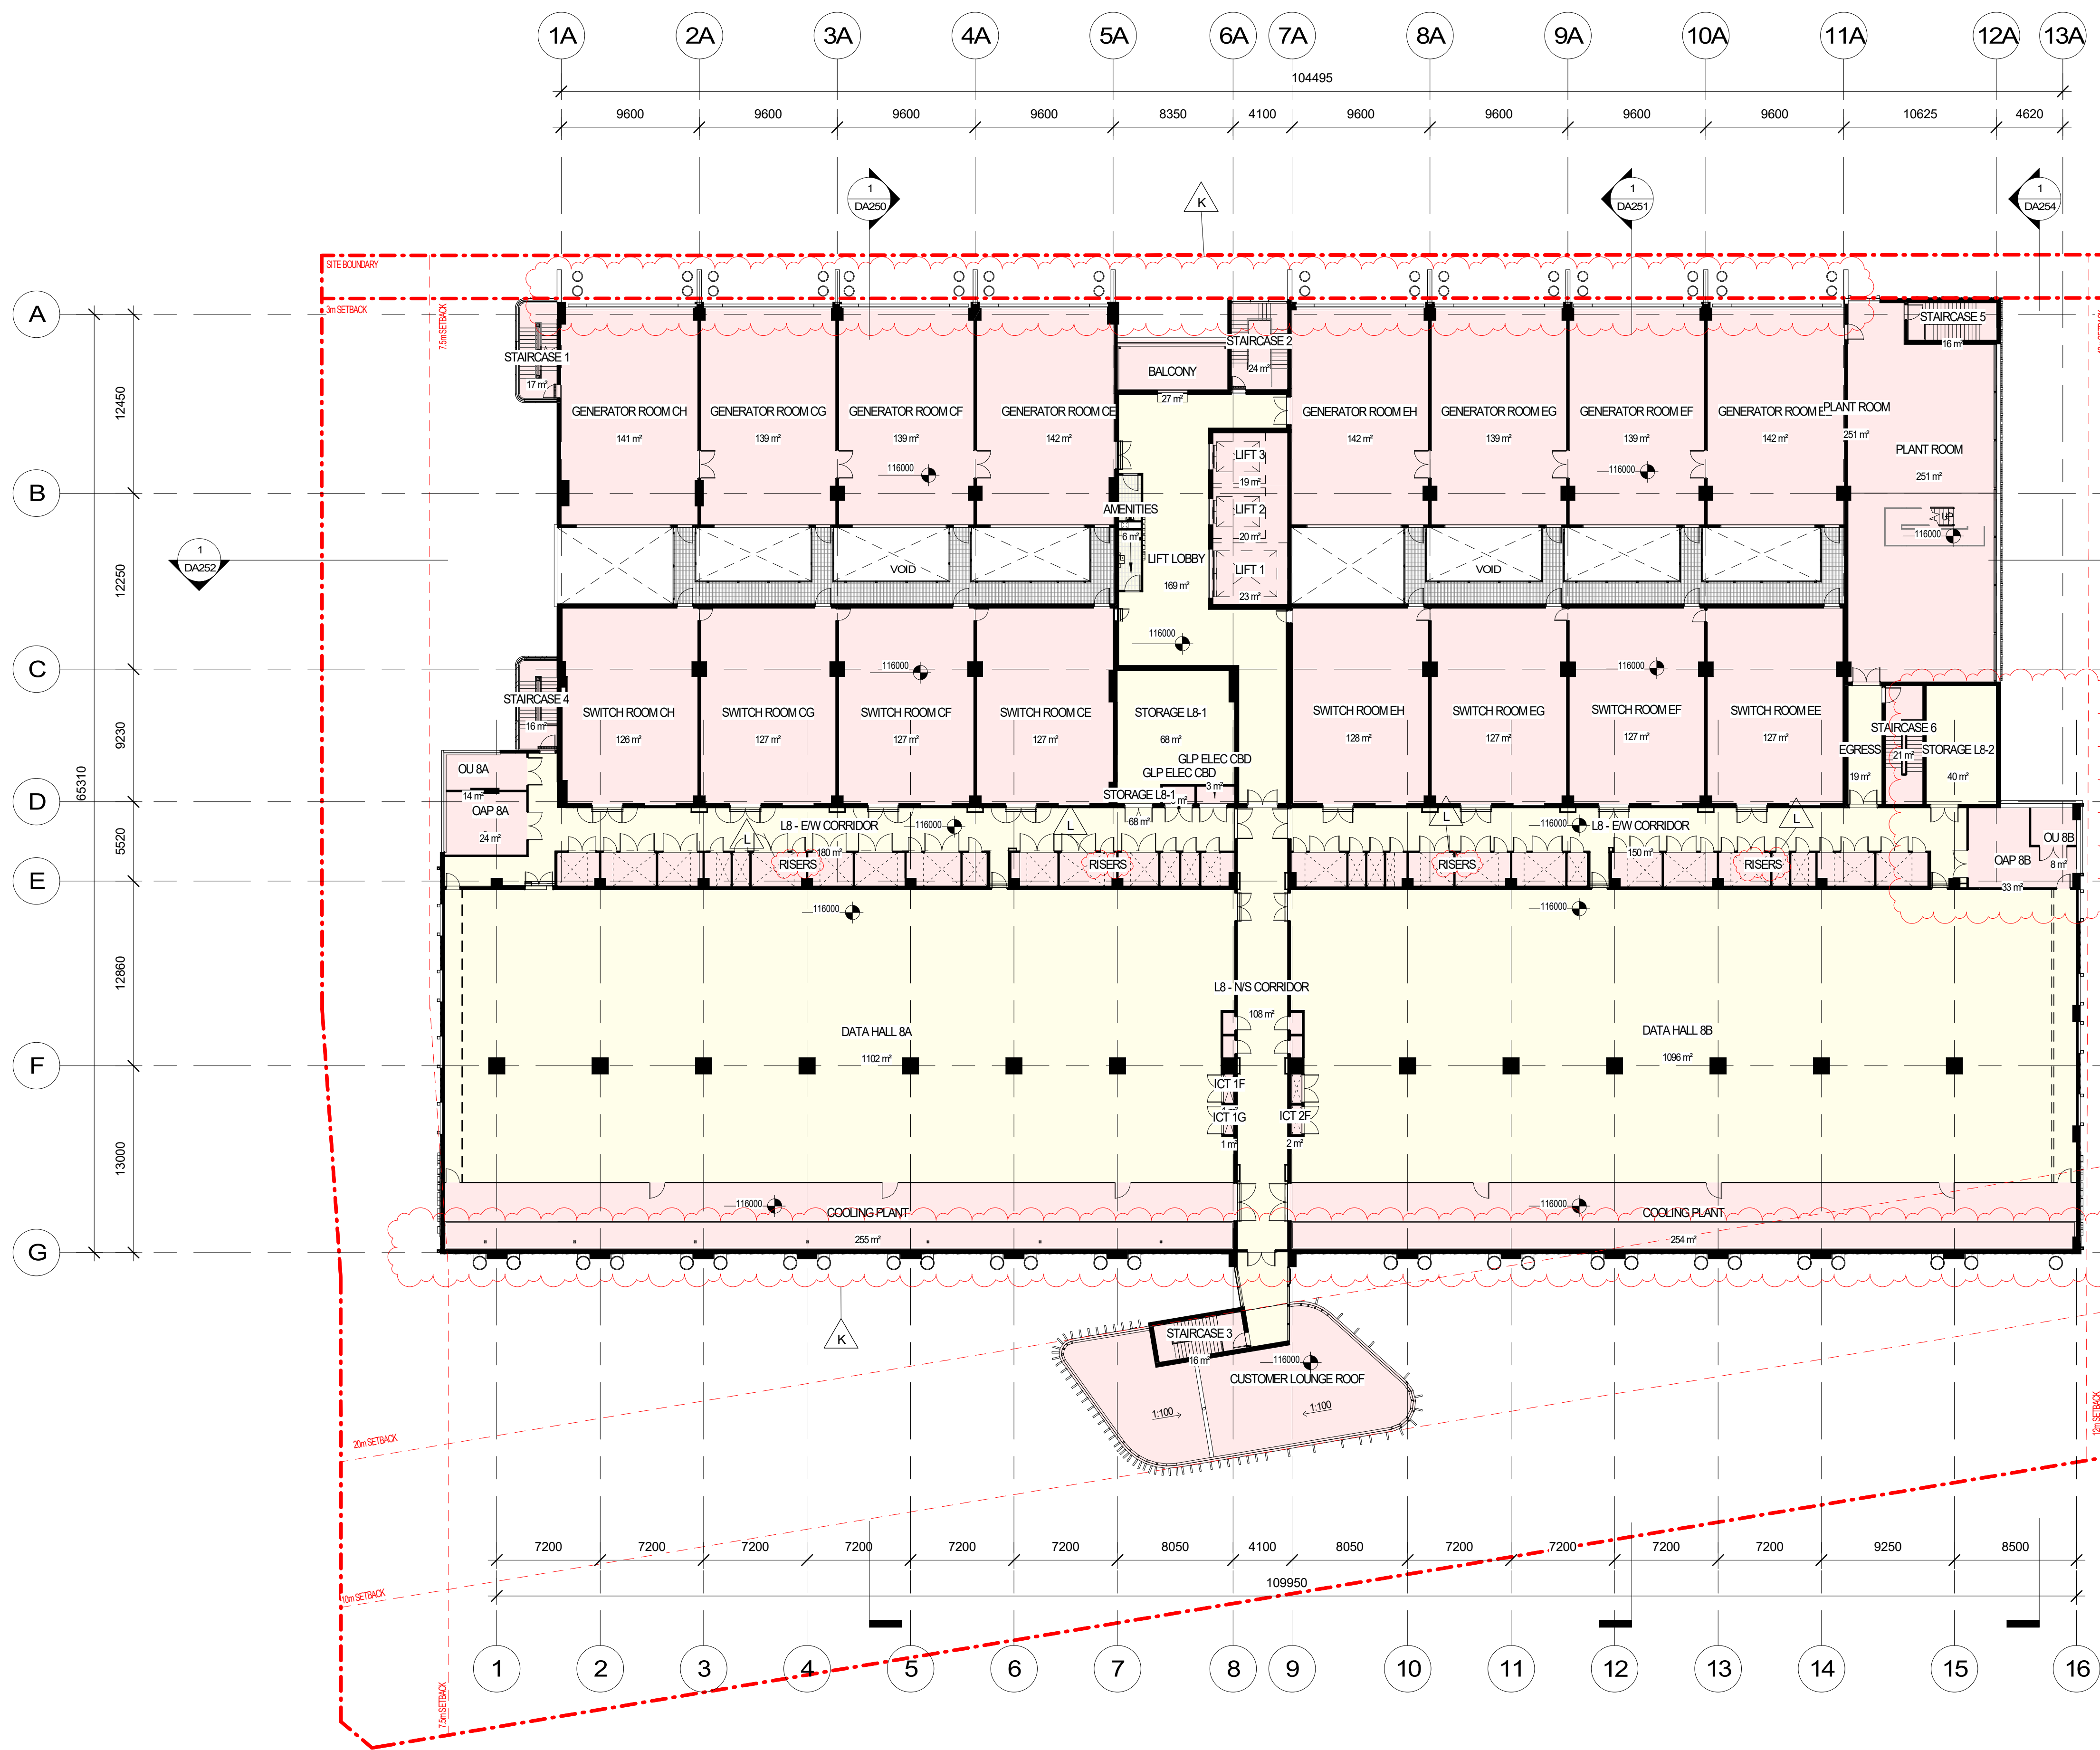 1A 2A 3A 4A 5A 6A 7A 8A 9A 10A 11A 12A 13A
104495
9600 9600 9600 9600 8350 4100 9600 9600 9600 9600 10625 4620
1
DA250
K
1
DA251
1
DA254
SITE BOUNDARY
3m SETBACK
7.5m SETBACK
A
B
C
D
E
F
G
12450
12250
9230
5520
12860
13000
65310
1
DA252
STAIRCASE 1
17 m²
GENERATOR ROOM CH
141 m²
GENERATOR ROOM CG
139 m²
GENERATOR ROOM CF
139 m²
116000
GENERATOR ROOM CE
142 m²
BALCONY
27 m²
STAIRCASE 2
24 m²
GENERATOR ROOM EH
142 m²
GENERATOR ROOM EG
139 m²
GENERATOR ROOM EF
139 m²
116000
GENERATOR ROOM E
142 m²
PLANT ROOM
251 m²
PLANT ROOM
251 m²
STAIRCASE 5
16 m²
UP
116000
LIFT 3
19 m²
LIFT 2
20 m²
LIFT 1
23 m²
AMENITIES
6 m²
LIFT LOBBY
169 m²
116000
VOID
VOID
STAIRCASE 4
16 m²
SWITCH ROOM CH
126 m²
SWITCH ROOM CG
127 m²
116000
SWITCH ROOM CF
127 m²
SWITCH ROOM CE
127 m²
STORAGE L8-1
68 m²
GLP ELEC CBD
3 m²
GLP ELEC CBD
STORAGE L8-1
68 m²
SWITCH ROOM EH
128 m²
SWITCH ROOM EG
127 m²
116000
SWITCH ROOM EF
127 m²
SWITCH ROOM EE
127 m²
EGRESS
19 m²
STAIRCASE 6
21 m²
STORAGE L8-2
40 m²
OU 8A
14 m²
OAP 8A
24 m²
L8 - E/W CORRIDOR
180 m²
116000
L
L
RISERS
RISERS
L
L
116000
L8 - E/W CORRIDOR
150 m²
RISERS
RISERS
OAP 8B
33 m²
OU 8B
8 m²
116000
116000
DATA HALL 8A
1102 m²
L8 - N/S CORRIDOR
108 m²
DATA HALL 8B
1096 m²
ICT 1F
ICT 1G
1 m²
ICT 2F
2 m²
116000
COOLING PLANT
255 m²
116000
COOLING PLANT
254 m²
K
STAIRCASE 3
16 m²
116000
CUSTOMER LOUNGE ROOF
1:100
1:100
20m SETBACK
10m SETBACK
7.5m SETBACK
12m SETBACK
7200 7200 7200 7200 7200 7200 8050 4100 8050 7200 7200 7200 7200 9250 8500
109950
1 2 3 4 5 6 7 8 9 10 11 12 13 14 15 16